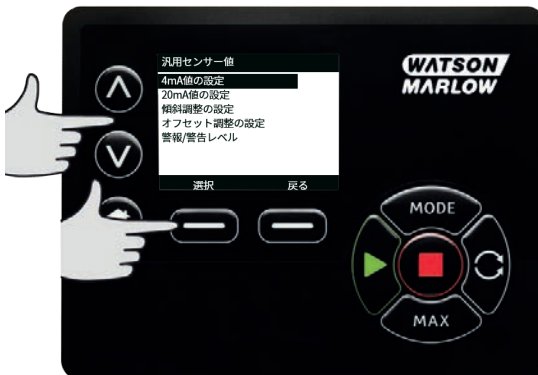 汎用センサー値
4mA値の設定
20mA値の設定
傾斜調整の設定
オフセット調整の設定
警報/警告レベル
選択 戻る
WATSON
MARLOW
MODE
MAX